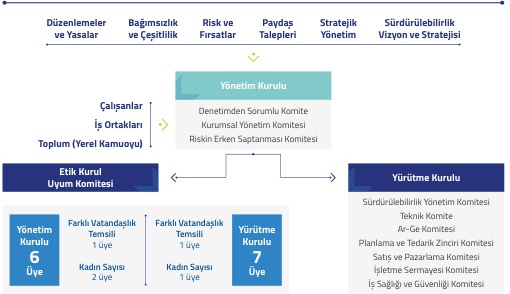 Düzenlemeler
ve Yasalar
Bağımsızlık
ve Çeşitlilik
Risk ve
Fırsatlar
Paydaş
Talepleri
Stratejik
Yönetim
Sürdürülebilirlik
Vizyon ve Stratejisi
Yönetim Kurulu
Denetimden Sorumlu Komite
Kurumsal Yönetim Komitesi
Riskin Erken Saptanması Komitesi
Çalışanlar
İş Ortakları
Toplum (Yerel Kamuoyu)
Etik Kurul
Uyum Komitesi
Yürütme Kurulu
Sürdürülebilirlik Yönetim Komitesi
Teknik Komite
Ar-Ge Komitesi
Planlama ve Tedarik Zinciri Komitesi
Satış ve Pazarlama Komitesi
İşletme Sermayesi Komitesi
İş Sağlığı ve Güvenliği Komitesi
Yönetim
Kurulu
6
Üye
Farklı Vatandaşlık
Temsili
1 üye
Kadın Sayısı
2 üye
Farklı Vatandaşlık
Temsili
1 üye
Kadın Sayısı
1 üye
Yürütme
Kurulu
7
Üye